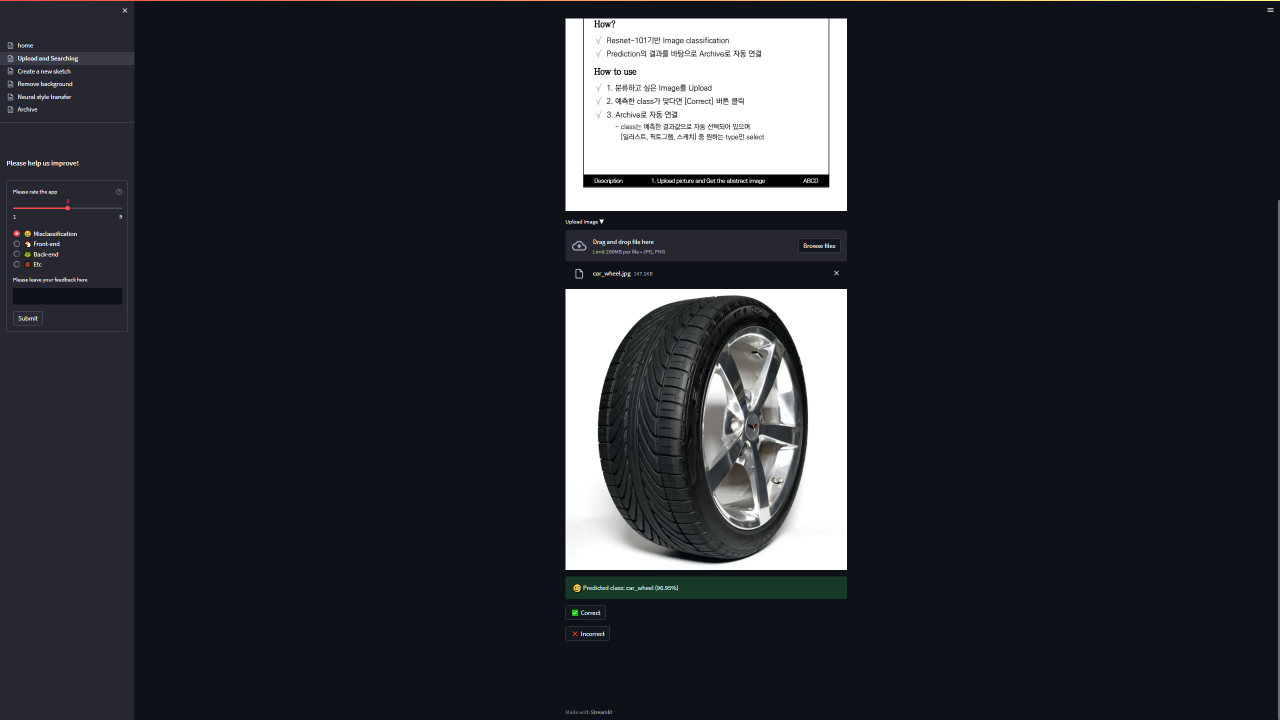 home
Upload and Searching
Create a new sketch
Remove background
Neural style transfer
Archive
Please help us improve!
Please rate the app
3
1
5
Misclassification
Front-end
Back-end
Etc
Please leave your feedback here
Submit
How?
√ Resnet-101기반 Image classification
√ Prediction의 결과를 바탕으로 Archive로 자동 연결
How to use
√ 1. 분류하고 싶은 Image를 Upload
√ 2. 예측한 class가 맞다면 [Correct] 버튼 클릭
√ 3. Archive로 자동 연결
- class는 예측한 결과값으로 자동 선택되어 있으며
[일러스트, 픽토그램, 스케치] 중 원하는 type만 select
Description 1. Upload picture and Get the abstract image ABCD
Upload Image ▼
Drag and drop file here
Limit 200MB per file • JPG, PNG
Browse files
car_wheel.jpg 147.1KB
Predicted class: car_wheel (96.95%)
Correct
Incorrect
Made with Streamlit